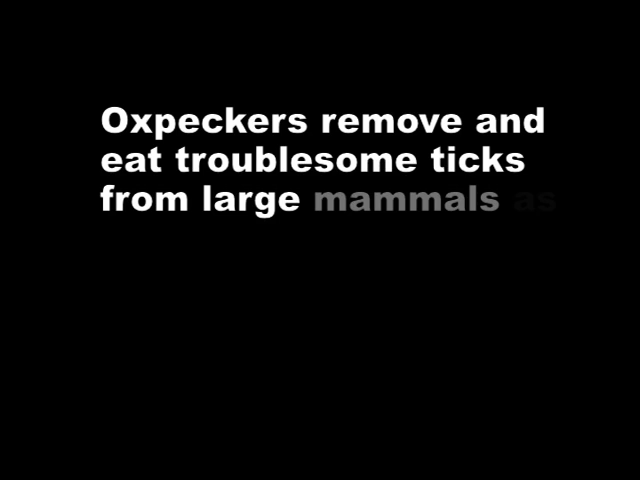 Oxpeckers remove and
eat troublesome ticks
from large mammals as